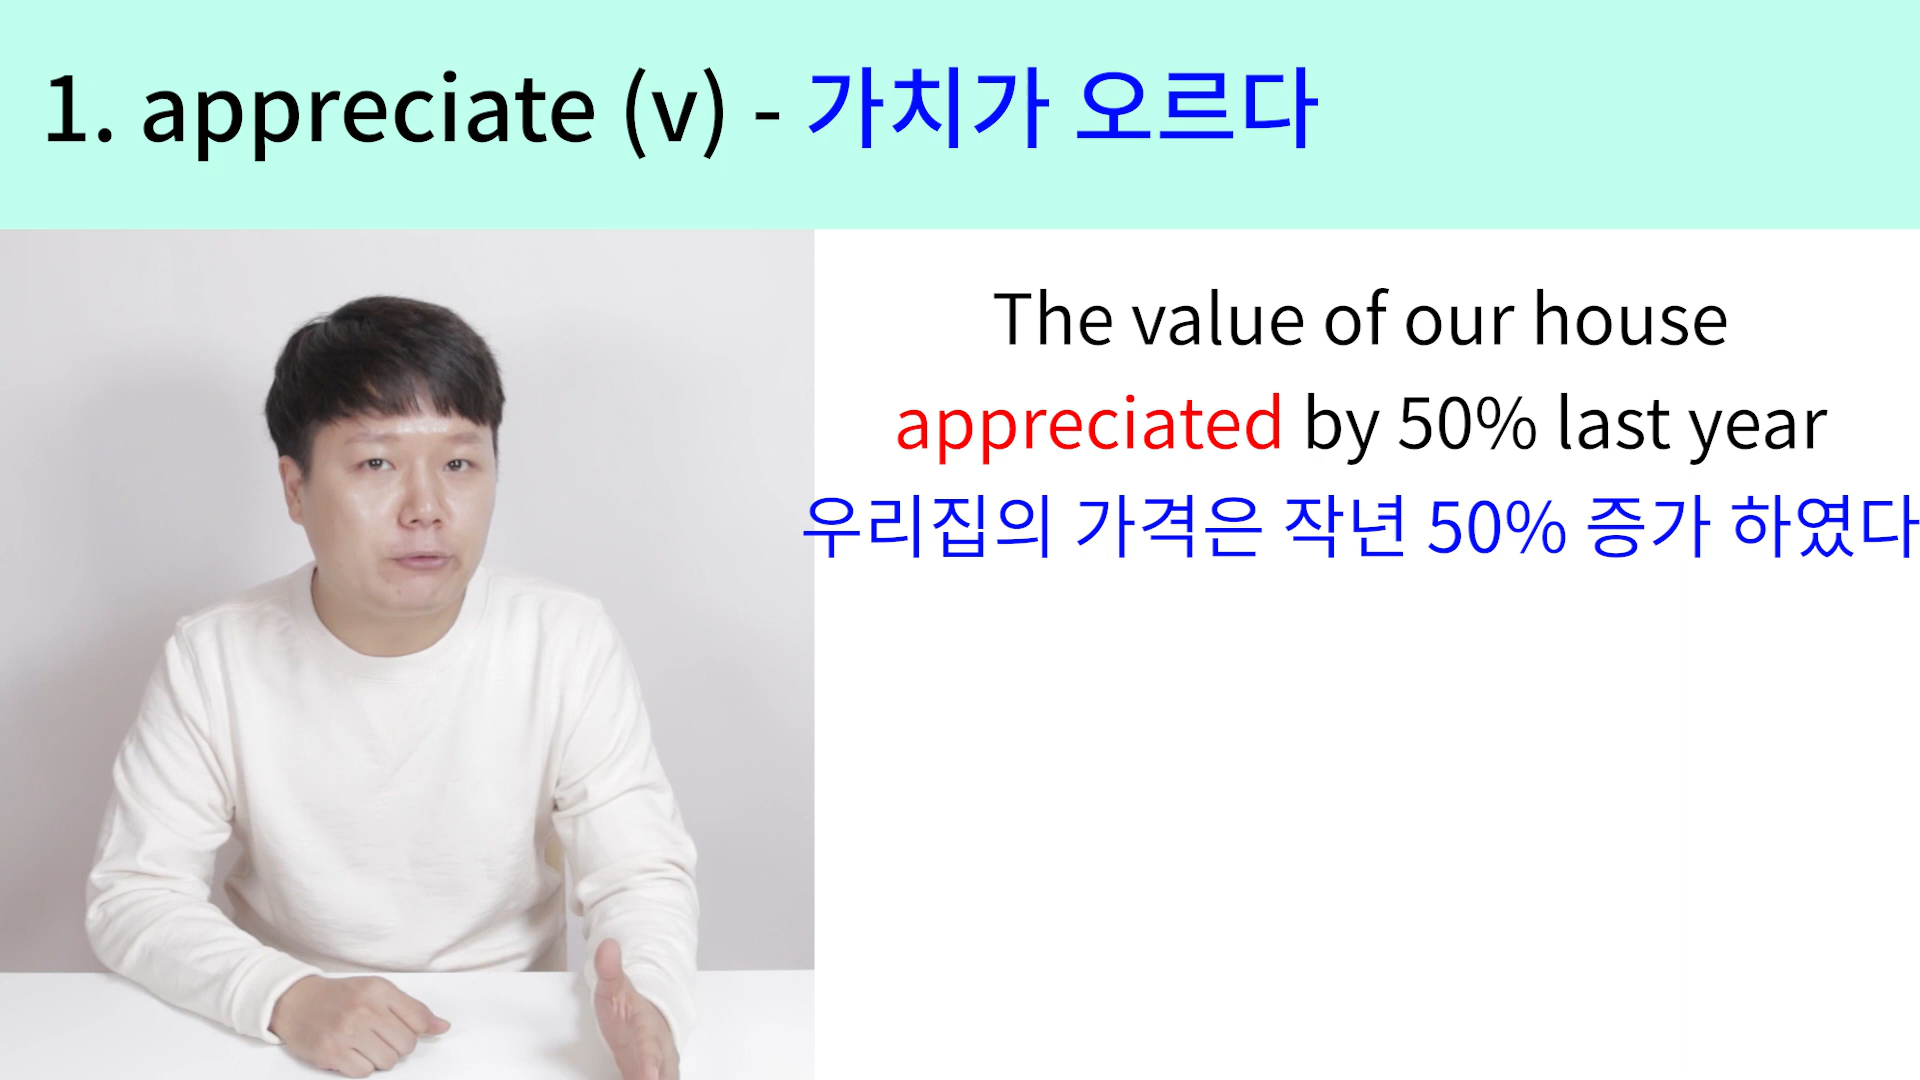 1. appreciate (v) - 가치가 오르다
The value of our house
appreciated by 50% last year
우리집의 가격은 작년 50% 증가 하였다